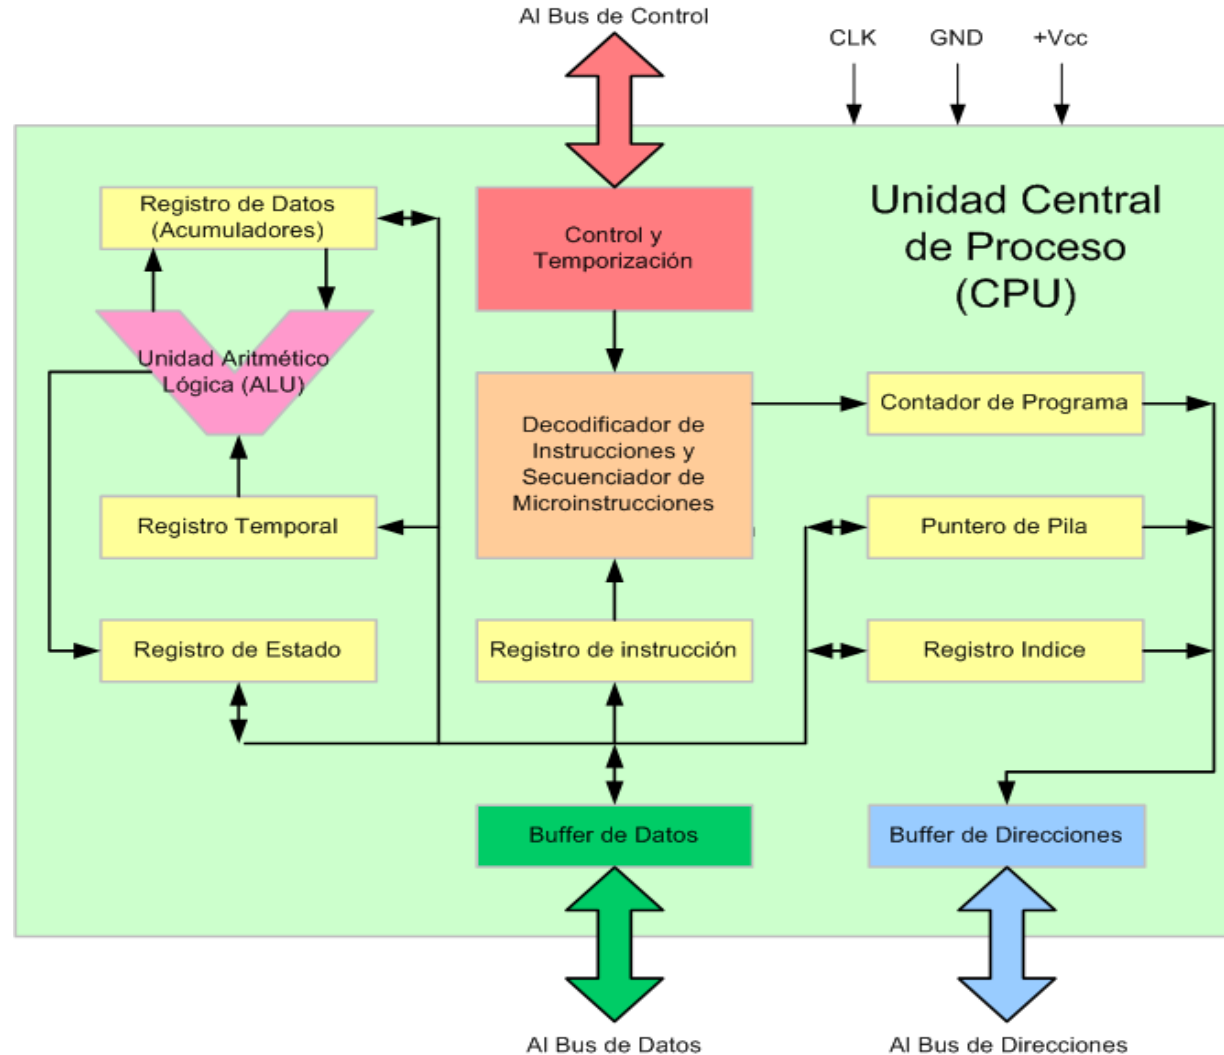 Al Bus de Control
CLK
GND
+Vcc
Unidad Central
de Proceso
(CPU)
Registro de Datos
(Acumuladores)
Control y
Temporización
Unidad Aritmético
Lógica (ALU)
Decodificador de
Instrucciones y
Secuenciador de
Microinstrucciones
Contador de Programa
Registro Temporal
Puntero de Pila
Registro de Estado
Registro de instrucción
Registro Indice
Buffer de Datos
Buffer de Direcciones
Al Bus de Datos
Al Bus de Direcciones